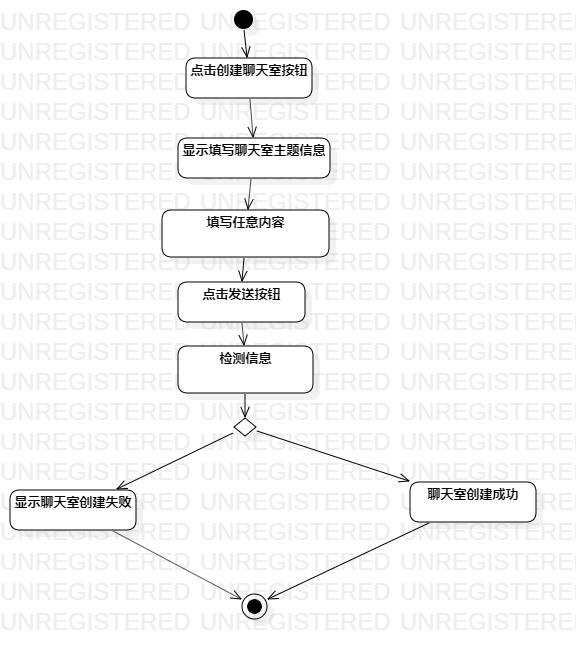 点击创建聊天室按钮
显示填写聊天室主题信息
填写任意内容
点击发送按钮
检测信息
显示聊天室创建失败
聊天室创建成功
UNREGISTERED